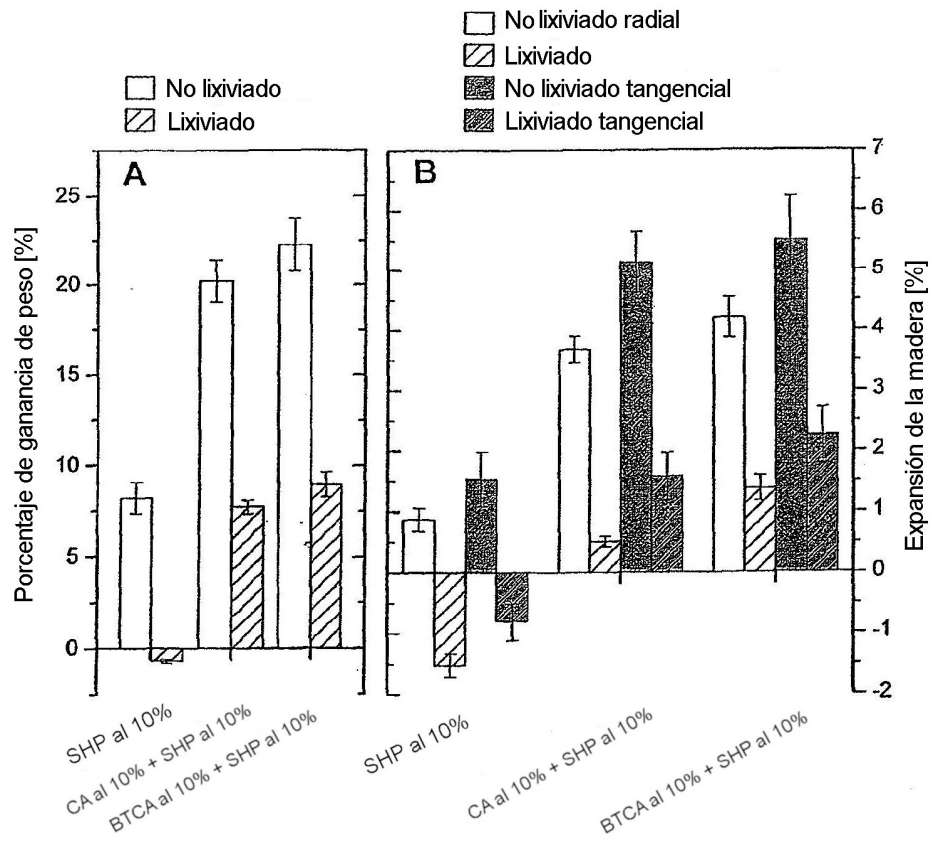 No lixiviado
Lixiviado
No lixiviado radial
Lixiviado
No lixiviado tangencial
Lixiviado tangencial
A
B
Porcentaje de ganancia de peso [%]
25
20
15
10
5
0
7
6
5
4
3
2
1
0
-1
-2
Expansión de la madera [%]
SHP al 10%
CA al 10% + SHP al 10%
BTCA al 10% + SHP al 10%
SHP al 10%
CA al 10% + SHP al 10%
BTCA al 10% + SHP al 10%